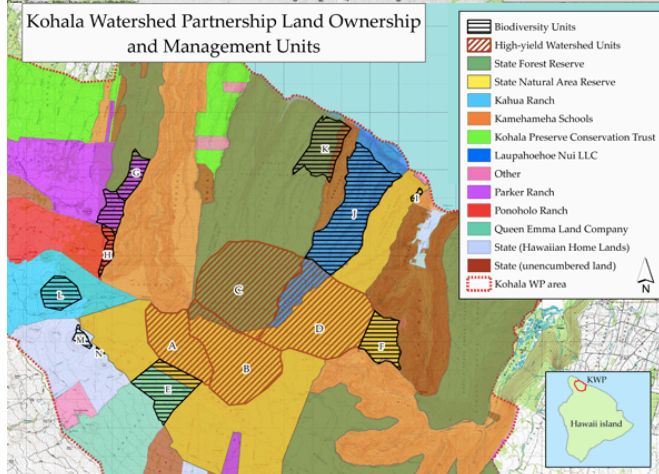 Kohala Watershed Partnership Land Ownership
and Management Units
Biodiversity Units
High-yield Watershed Units
State Forest Reserve
State Natural Area Reserve
Kahua Ranch
Kamehameha Schools
Kohala Preserve Conservation Trust
Laupahoehoe Nui LLC
Other
Parker Ranch
Ponoholo Ranch
Queen Emma Land Company
State (Hawaiian Home Lands)
State (unencumbered land)
Kohala WP area
N
K
G
I
J
H
C
L
D
M
A
F
N
B
E
KWP
Hawaii island